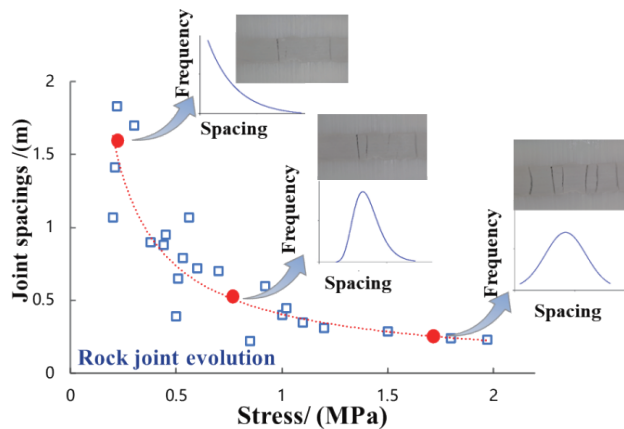 Frequency
Spacing
Frequency
Spacing
Frequency
Spacing
Joint spacings /(m)
2
1.5
1
0.5
0
Rock joint evolution
0
0.5
1
1.5
2
Stress/ (MPa)